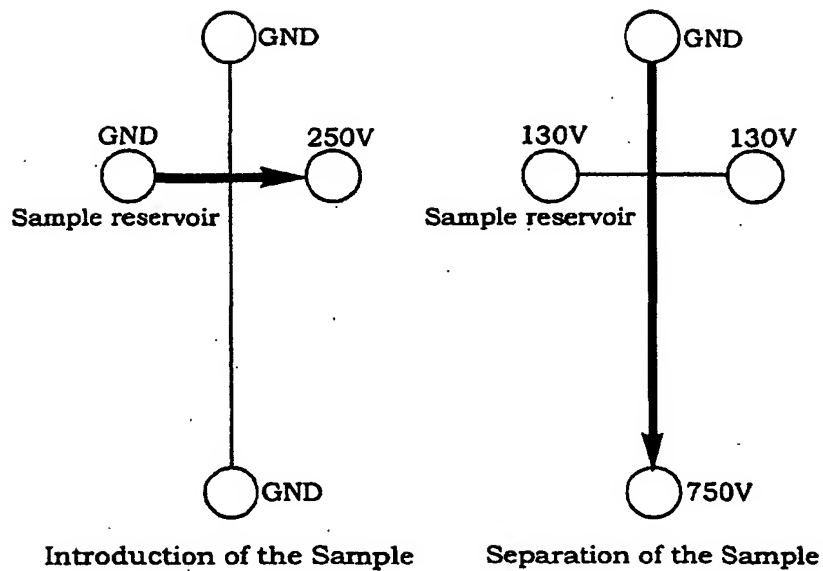 GND
GND
GND
250V
130V
130V
Sample reservoir
Sample reservoir
GND
750V
Introduction of the Sample
Separation of the Sample